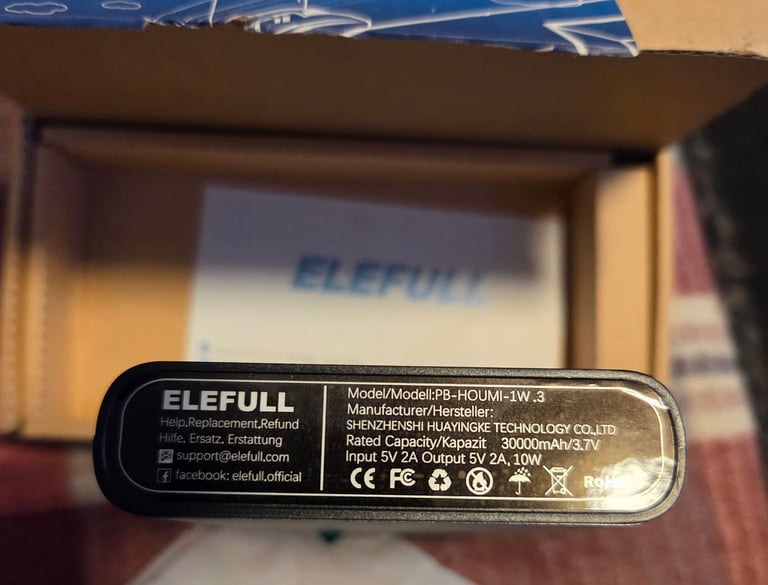 ELEFULL
ELEFULL
Help,Replacement,Refund
Hilfe. Ersatz. Erstattung
support@elefull.com
facebook: elefull.official
Model/Modell:PB-HOUMI-1W .3
Manufacturer/Hersteller:
SHENZHENSHI HUAYINGKE TECHNOLOGY CO.,LTD
Rated Capacity/Kapazit 30000mAh/3.7V
Input 5V 2A Output 5V 2A, 10W
CE FC RoHS